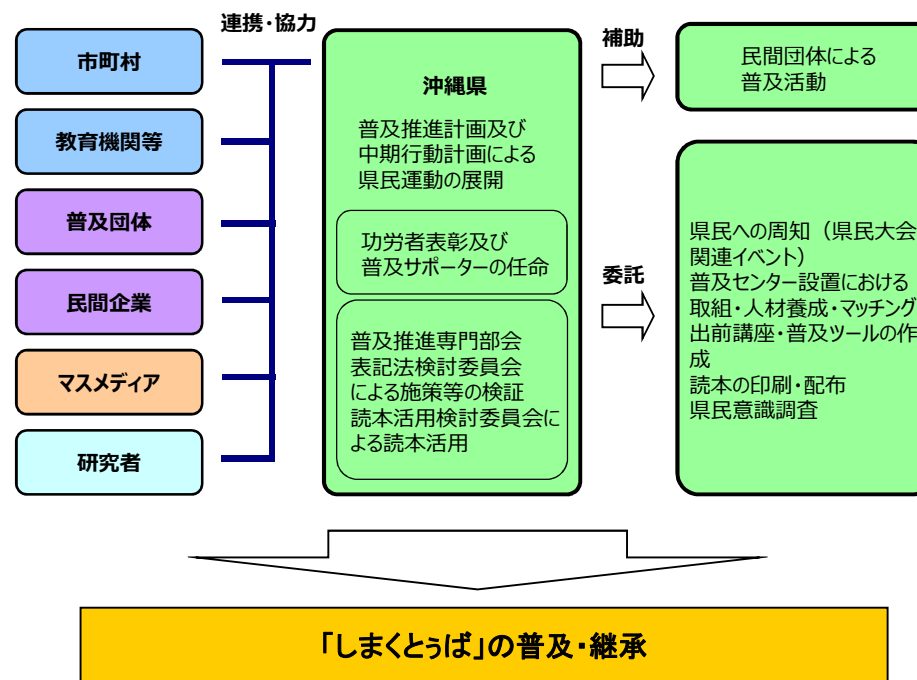 連携・協力
市町村
教育機関等
普及団体
民間企業
マスメディア
研究者
沖縄県
普及推進計画及び
中期行動計画による
県民運動の展開
功労者表彰及び
普及サポーターの任命
普及推進専門部会
表記法検討委員会
による施策等の検証
読本活用検討委員会に
よる読本活用
補助
民間団体による
普及活動
委託
県民への周知（県民大会
関連イベント）
普及センター設置における
取組・人材養成・マッチング
出前講座・普及ツールの作
成
読本の印刷・配布
県民意識調査
「しまくとぅば」の普及・継承